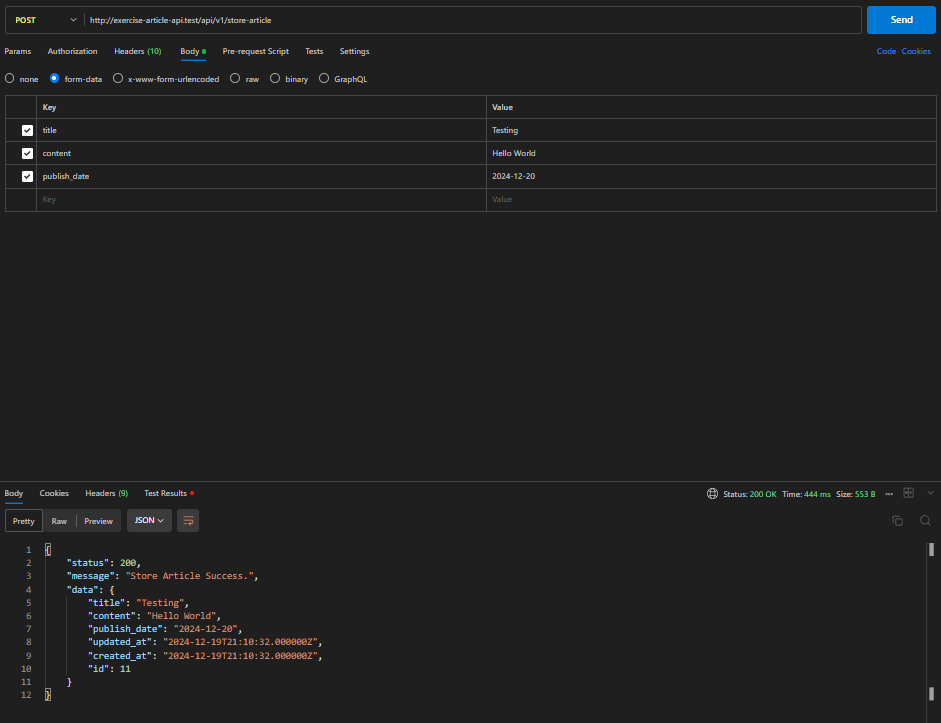 POST http://exercise-article-api.test/api/v1/store-article Send
Params Authorization Headers (10) Body Pre-request Script Tests Settings Code Cookies
none form-data x-www-form-urlencoded raw binary GraphQL
Key Value
title Testing
content Hello World
publish_date 2024-12-20
Key Value
Body Cookies Headers (9) Test Results Status: 200 OK Time: 444 ms Size: 553 B
Pretty Raw Preview JSON
1 {
2 "status": 200,
3 "message": "Store Article Success.",
4 "data": {
5 "title": "Testing",
6 "content": "Hello World",
7 "publish_date": "2024-12-20",
8 "updated_at": "2024-12-19T21:10:32.000000Z",
9 "created_at": "2024-12-19T21:10:32.000000Z",
10 "id": 11
11 }
12 }